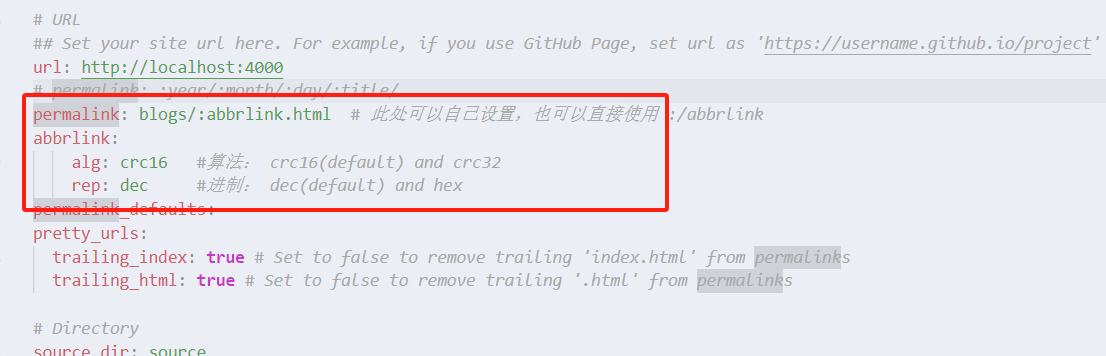 # URL
## Set your site url here. For example, if you use GitHub Page, set url as 'https://username.github.io/project'
url: http://localhost:4000
# permalink: :year/:month/:day/:title/
permalink: blogs/:abbrlink.html  # 此处可以自己设置，也可以直接使用 :/abbrlink
abbrlink:
    alg: crc16   #算法： crc16(default) and crc32
    rep: dec     #进制： dec(default) and hex
permalink_defaults:
pretty_urls:
  trailing_index: true # Set to false to remove trailing 'index.html' from permalinks
  trailing_html: true # Set to false to remove trailing '.html' from permalinks
# Directory
source_dir: source